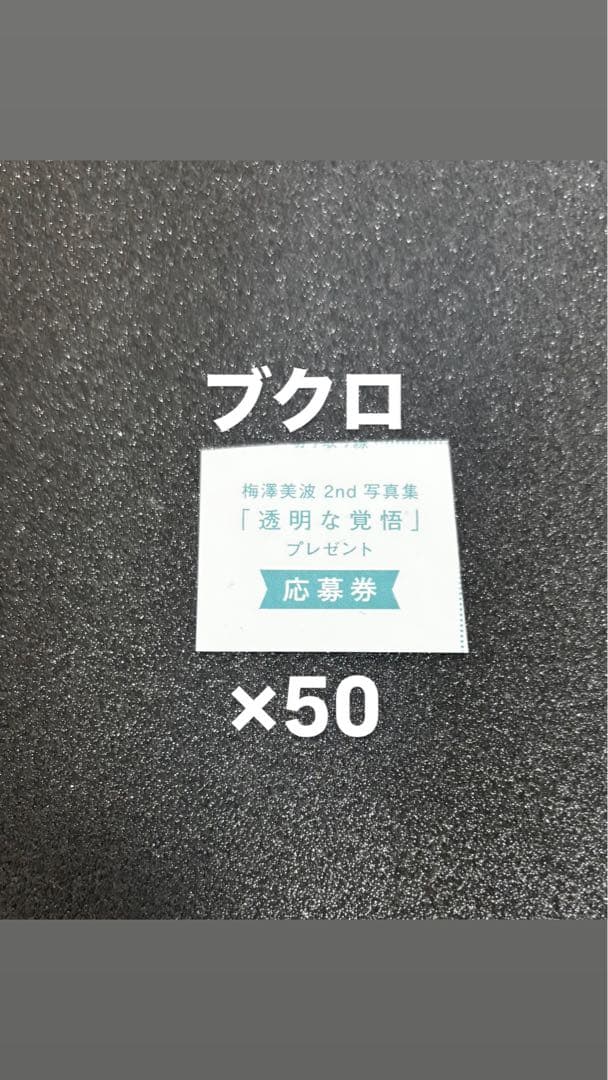 ブクロ
梅澤美波 2nd 写真集
「透明な覚悟」
プレゼント
応募券
×50